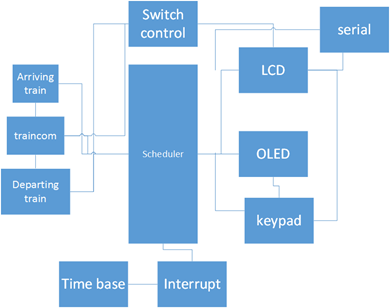 Switch
control
serial
Arriving
train
LCD
traincom
Scheduler
OLED
Departing
train
keypad
Time base
Interrupt